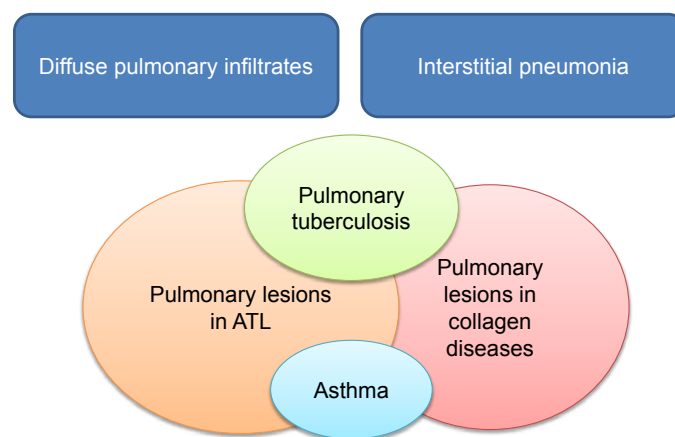 Diffuse pulmonary infiltrates
Interstitial pneumonia
Pulmonary
tuberculosis
Pulmonary lesions
in ATL
Pulmonary
lesions in
collagen
diseases
Asthma